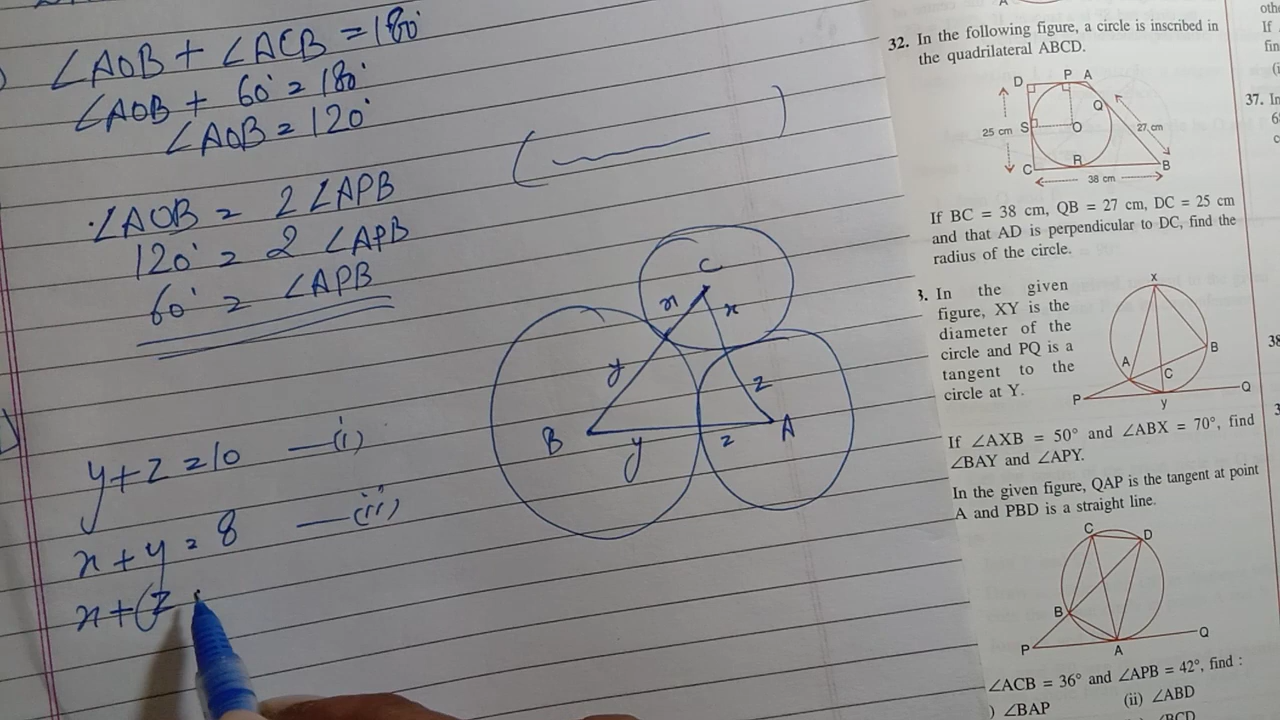 ∠AOB + ∠ACB = 180°
∠AOB + 60° = 180°
∠AOB = 120°
∠AOB = 2 ∠APB
120° = 2 ∠APB
60° = ∠APB
y + z = 10 —(i)
x + y = 8 —(ii)
x + (z
C
x
x
y
z
B
y
z
A
32. In the following figure, a circle is inscribed in
the quadrilateral ABCD.
D P A
Q
25 cm S O 27 cm
C R B
38 cm
If BC = 38 cm, QB = 27 cm, DC = 25 cm
and that AD is perpendicular to DC, find the
radius of the circle.
3. In the given
figure, XY is the
diameter of the
circle and PQ is a
tangent to the
circle at Y.
X
B
A
C
P Q
y
If ∠AXB = 50° and ∠ABX = 70°, find
∠BAY and ∠APY.
In the given figure, QAP is the tangent at point
A and PBD is a straight line.
C D
B
P A Q
∠ACB = 36° and ∠APB = 42°, find :
) ∠BAP (ii) ∠ABD
∠BCD
37. In
38